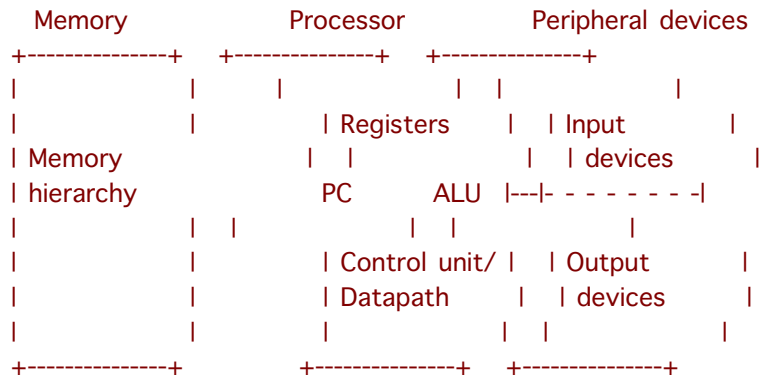 Memory Processor Peripheral devices
+---------------+ +---------------+ +--------------+
| | | | | |
| | | Registers | | Input |
| Memory | | | | devices |
| hierarchy PC ALU |---|- - - - - - - - -|
| | | | | |
| | | Control unit/ | | Output |
| | | Datapath | | devices |
| | | | | |
+---------------+ +---------------+ +---------------+